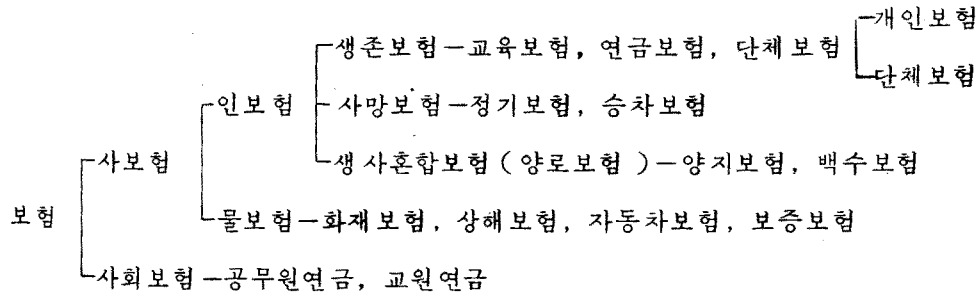 개인보험
생존보험—교육보험, 연금보험, 단체보험
단체보험
인보험
사망보험—정기보험, 승차보험
사보험
생사혼합보험 ( 양로보험 )—양지보험, 백수보험
보험
물보험—화재보험, 상해보험, 자동차보험, 보증보험
사회보험—공무원연금, 교원연금